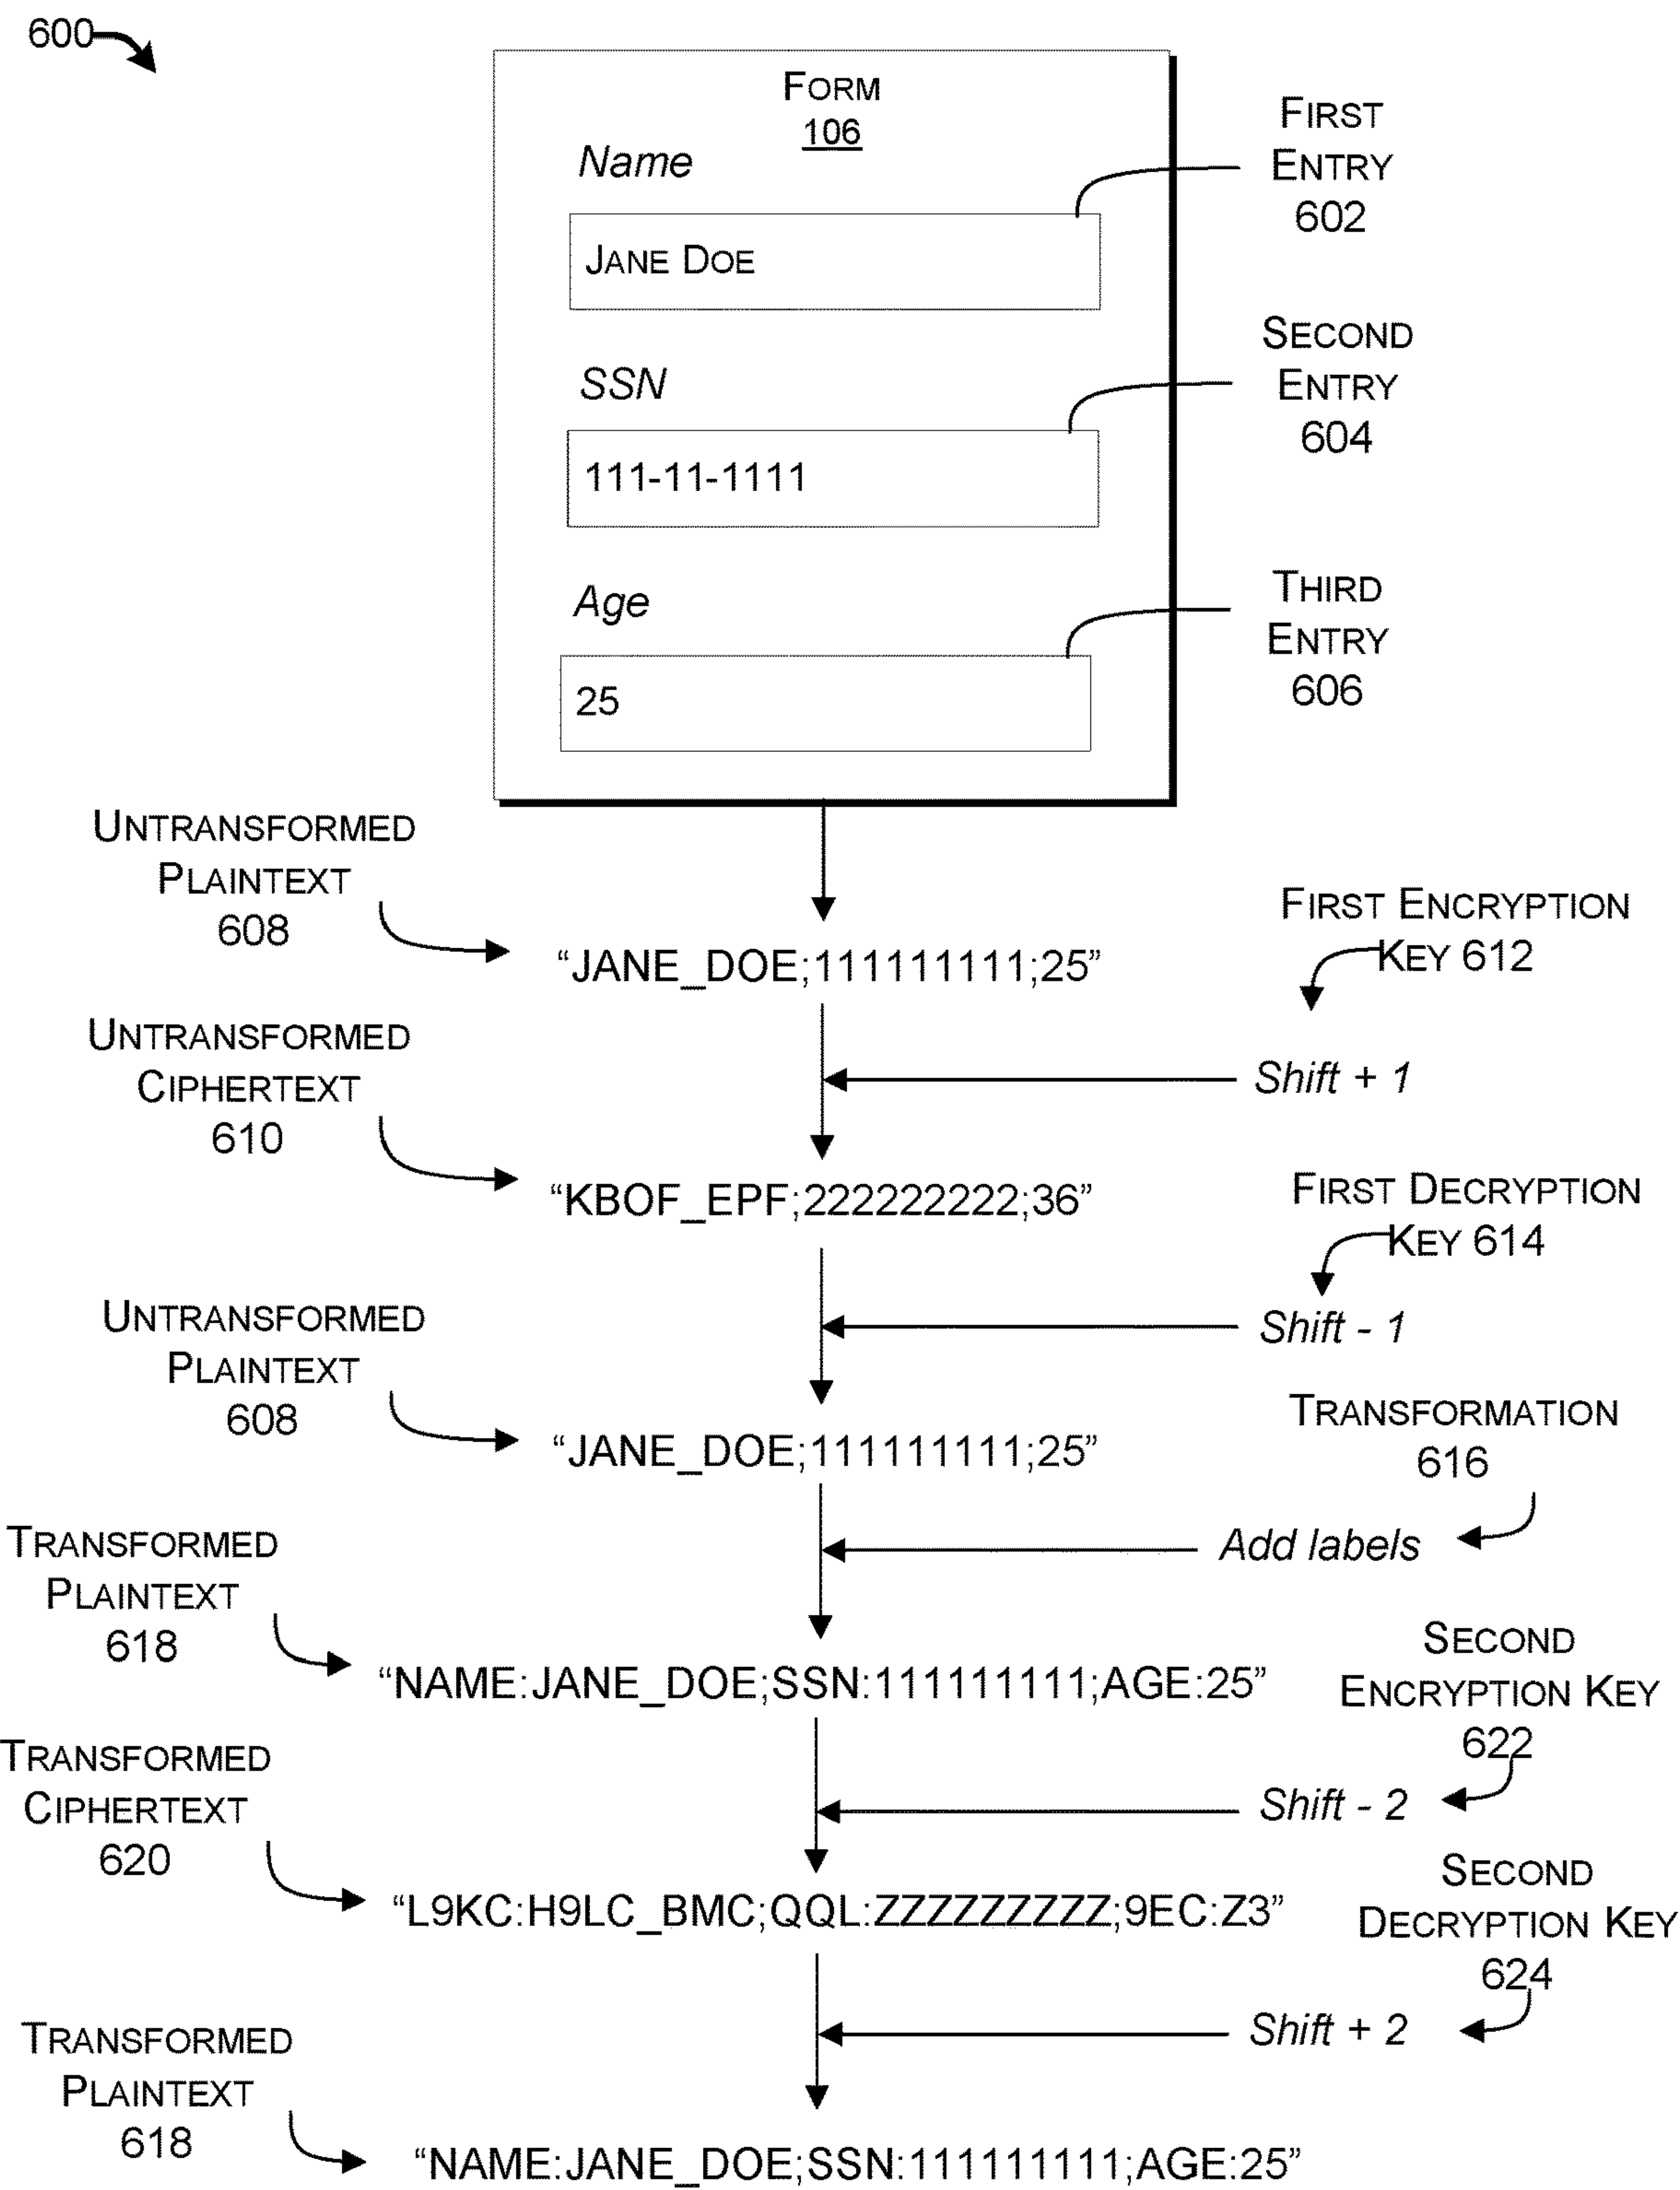 600
FORM
106
Name
FIRST
ENTRY
602
JANE DOE
SSN
SECOND
ENTRY
604
111-11-1111
Age
THIRD
ENTRY
606
25
UNTRANSFORMED
PLAINTEXT
608
"JANE_DOE;111111111;25"
FIRST ENCRYPTION
KEY 612
Shift + 1
UNTRANSFORMED
CIPHERTEXT
610
"KBOF_EPF;222222222;36"
FIRST DECRYPTION
KEY 614
Shift - 1
UNTRANSFORMED
PLAINTEXT
608
"JANE_DOE;111111111;25"
TRANSFORMATION
616
Add labels
TRANSFORMED
PLAINTEXT
618
"NAME:JANE_DOE;SSN:111111111;AGE:25"
SECOND
ENCRYPTION KEY
622
Shift - 2
TRANSFORMED
CIPHERTEXT
620
"L9KC:H9LC_BMC;QQL:ZZZZZZZZZ;9EC:Z3"
SECOND
DECRYPTION KEY
624
Shift + 2
TRANSFORMED
PLAINTEXT
618
"NAME:JANE_DOE;SSN:111111111;AGE:25"